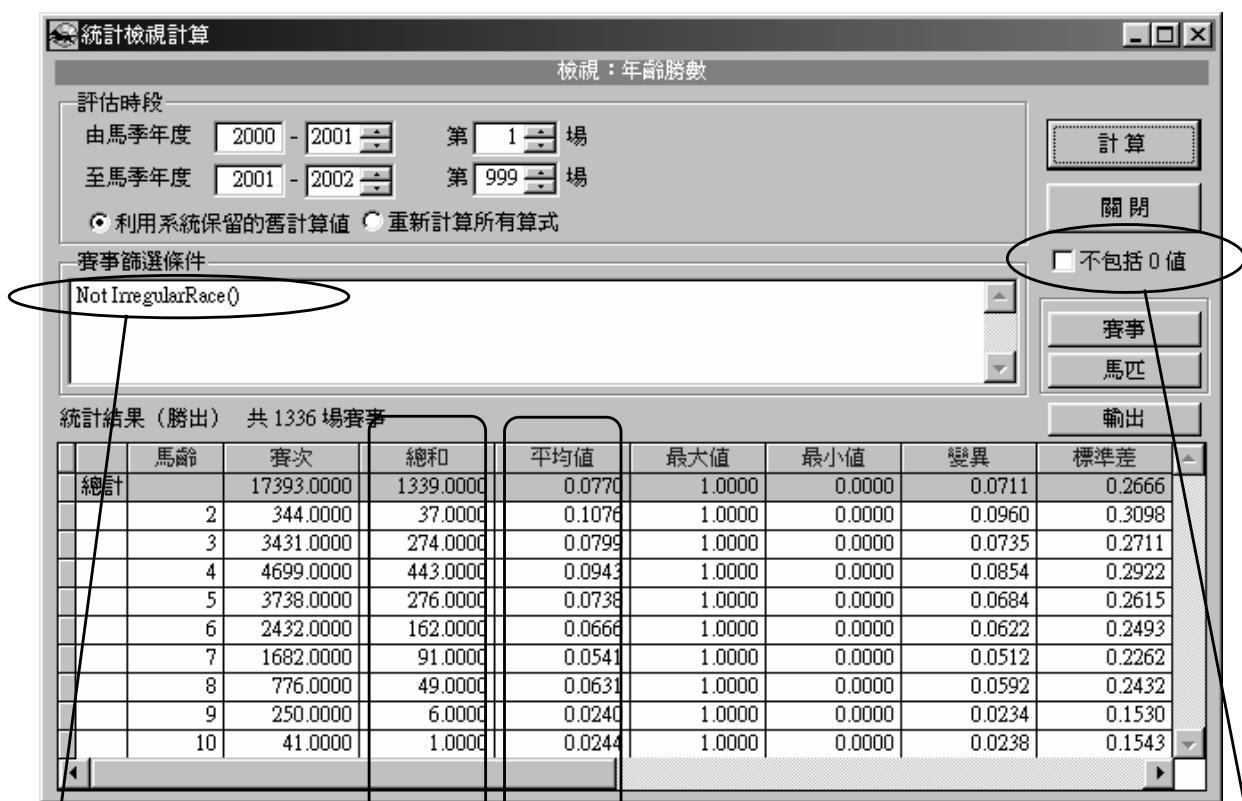 統計檢視計算
檢視：年齡勝數
評估時段
由馬季年度 2000 - 2001 第 1 場
至馬季年度 2001 - 2002 第 999 場
利用系統保留的舊計算值 重新計算所有算式
計算
關閉
不包括 0 值
賽事篩選條件
Not IrregularRace()
賽事
馬匹
統計結果（勝出） 共 1336 場賽事
輸出
馬齡 賽次 總和 平均值 最大值 最小值 變異 標準差
總計 17393.0000 1339.0000 0.0770 1.0000 0.0000 0.0711 0.2666
2 344.0000 37.0000 0.1076 1.0000 0.0000 0.0960 0.3098
3 3431.0000 274.0000 0.0799 1.0000 0.0000 0.0735 0.2711
4 4699.0000 443.0000 0.0943 1.0000 0.0000 0.0854 0.2922
5 3738.0000 276.0000 0.0738 1.0000 0.0000 0.0684 0.2615
6 2432.0000 162.0000 0.0666 1.0000 0.0000 0.0622 0.2493
7 1682.0000 91.0000 0.0541 1.0000 0.0000 0.0512 0.2262
8 776.0000 49.0000 0.0631 1.0000 0.0000 0.0592 0.2432
9 250.0000 6.0000 0.0240 1.0000 0.0000 0.0234 0.1530
10 41.0000 1.0000 0.0244 1.0000 0.0000 0.0238 0.1543